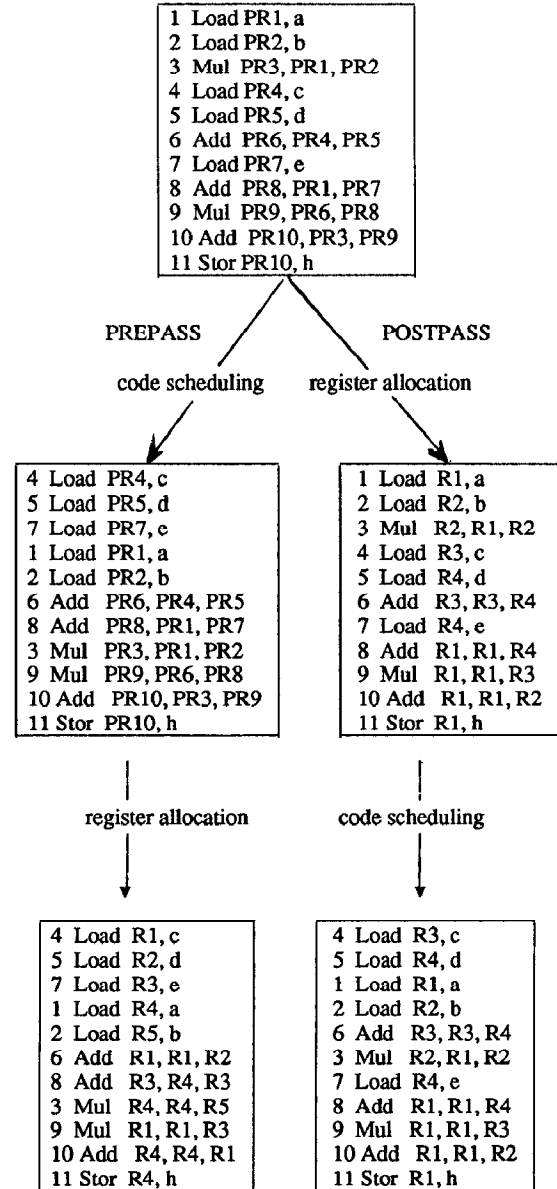 1 Load PR1, a
2 Load PR2, b
3 Mul PR3, PR1, PR2
4 Load PR4, c
5 Load PR5, d
6 Add PR6, PR4, PR5
7 Load PR7, e
8 Add PR8, PR1, PR7
9 Mul PR9, PR6, PR8
10 Add PR10, PR3, PR9
11 Stor PR10, h
PREPASS
code scheduling
POSTPASS
register allocation
4 Load PR4, c
5 Load PR5, d
7 Load PR7, e
1 Load PR1, a
2 Load PR2, b
6 Add PR6, PR4, PR5
8 Add PR8, PR1, PR7
3 Mul PR3, PR1, PR2
9 Mul PR9, PR6, PR8
10 Add PR10, PR3, PR9
11 Stor PR10, h
1 Load R1, a
2 Load R2, b
3 Mul R2, R1, R2
4 Load R3, c
5 Load R4, d
6 Add R3, R3, R4
7 Load R4, e
8 Add R1, R1, R4
9 Mul R1, R1, R3
10 Add R1, R1, R2
11 Stor R1, h
register allocation
code scheduling
4 Load R1, c
5 Load R2, d
7 Load R3, e
1 Load R4, a
2 Load R5, b
6 Add R1, R1, R2
8 Add R3, R4, R3
3 Mul R4, R4, R5
9 Mul R1, R1, R3
10 Add R4, R4, R1
11 Stor R4, h
4 Load R3, c
5 Load R4, d
1 Load R1, a
2 Load R2, b
6 Add R3, R3, R4
3 Mul R2, R1, R2
7 Load R4, e
8 Add R1, R1, R4
9 Mul R1, R1, R3
10 Add R1, R1, R2
11 Stor R1, h